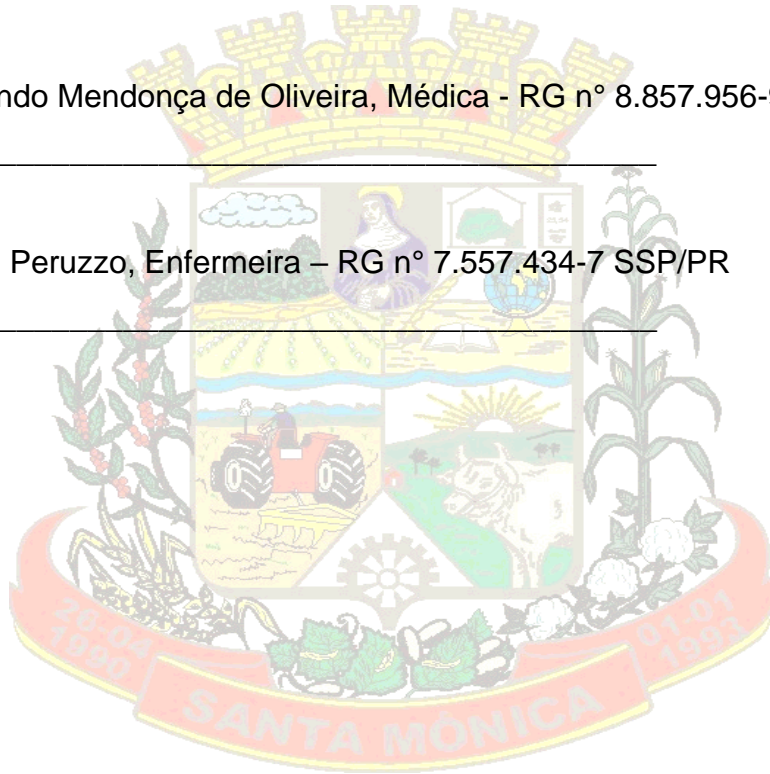 ndo Mendonça de Oliveira, Médica - RG n° 8.857.956-
Peruzzo, Enfermeira – RG n° 7.557.434-7 SSP/PR
26-04
1990
01-01
1993
SANTA MÔNICA